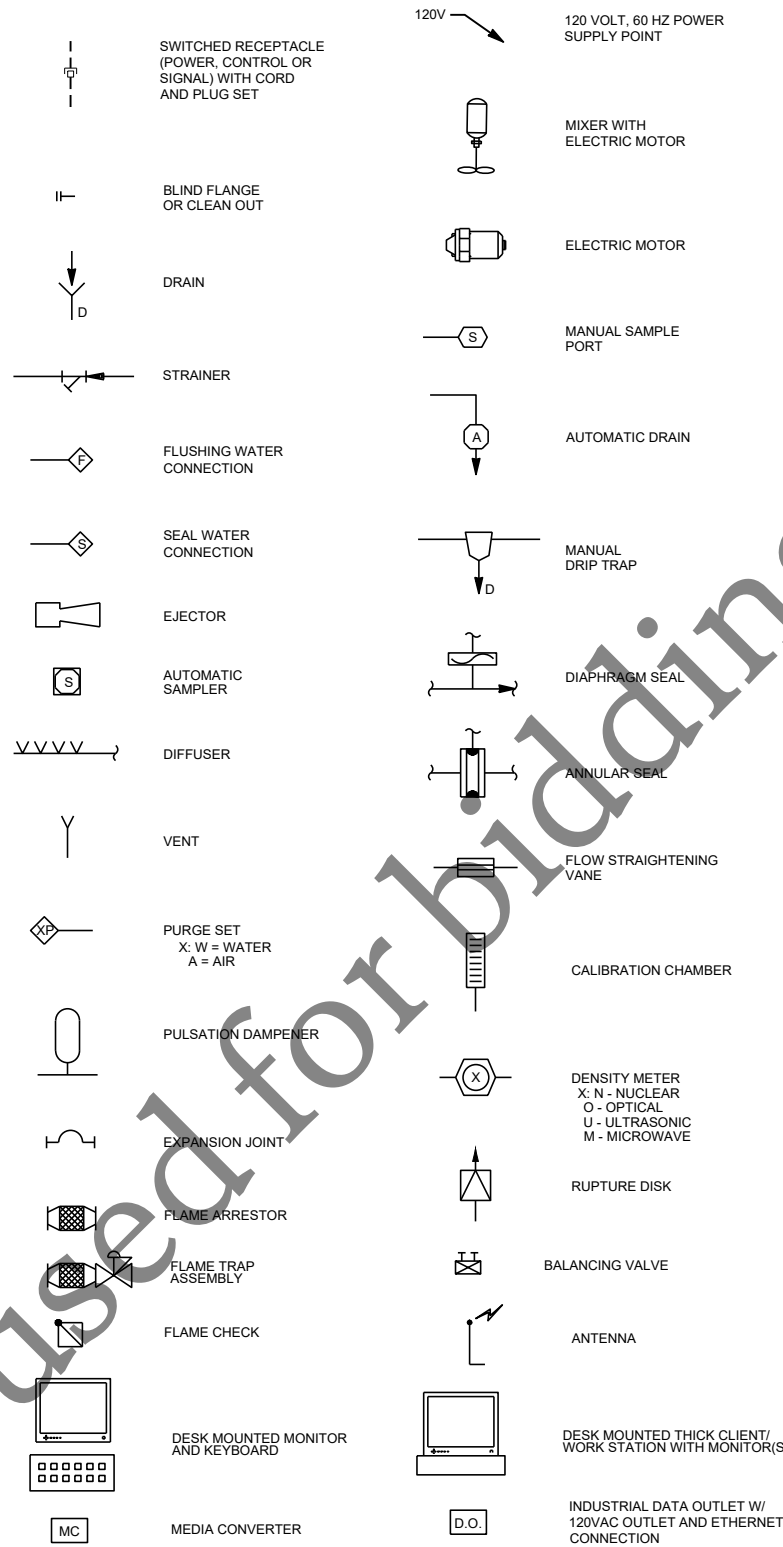 SWITCHED RECEPTACLE
(POWER, CONTROL OR
SIGNAL) WITH CORD
AND PLUG SET
BLIND FLANGE
OR CLEAN OUT
D
DRAIN
STRAINER
F
FLUSHING WATER
CONNECTION
S
SEAL WATER
CONNECTION
EJECTOR
S
AUTOMATIC
SAMPLER
DIFFUSER
VENT
XP
PURGE SET
X: W = WATER
A = AIR
PULSATION DAMPENER
EXPANSION JOINT
FLAME ARRESTOR
FLAME TRAP
ASSEMBLY
FLAME CHECK
DESK MOUNTED MONITOR
AND KEYBOARD
MC
MEDIA CONVERTER
120V
120 VOLT, 60 HZ POWER
SUPPLY POINT
MIXER WITH
ELECTRIC MOTOR
ELECTRIC MOTOR
S
MANUAL SAMPLE
PORT
A
AUTOMATIC DRAIN
D
MANUAL
DRIP TRAP
DIAPHRAGM SEAL
ANNULAR SEAL
FLOW STRAIGHTENING
VANE
CALIBRATION CHAMBER
X
DENSITY METER
X: N - NUCLEAR
O - OPTICAL
U - ULTRASONIC
M - MICROWAVE
RUPTURE DISK
BALANCING VALVE
ANTENNA
DESK MOUNTED THICK CLIENT/
WORK STATION WITH MONITOR(S
D.O.
INDUSTRIAL DATA OUTLET W/
120VAC OUTLET AND ETHERNET
CONNECTION
used for bidding